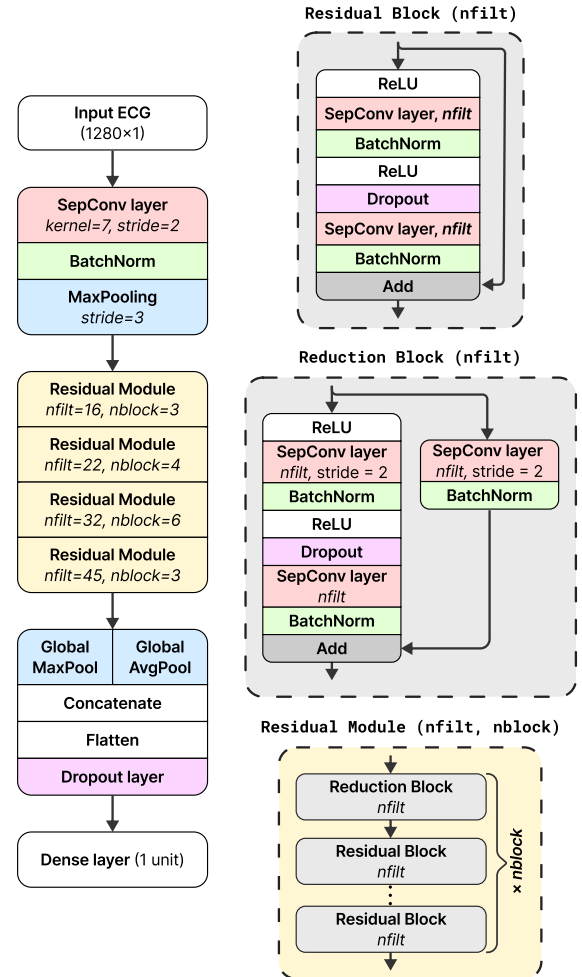 Input ECG
(1280×1)
SepConv layer
kernel=7, stride=2
BatchNorm
MaxPooling
stride=3
Residual Module
nfilt=16, nblock=3
Residual Module
nfilt=22, nblock=4
Residual Module
nfilt=32, nblock=6
Residual Module
nfilt=45, nblock=3
Global
MaxPool
Global
AvgPool
Concatenate
Flatten
Dropout layer
Dense layer (1 unit)
Residual Block (nfilt)
ReLU
SepConv layer, nfilt
BatchNorm
ReLU
Dropout
SepConv layer, nfilt
BatchNorm
Add
Reduction Block (nfilt)
ReLU
SepConv layer
nfilt, stride = 2
BatchNorm
ReLU
Dropout
SepConv layer
nfilt
BatchNorm
Add
SepConv layer
nfilt, stride = 2
BatchNorm
Residual Module (nfilt, nblock)
Reduction Block
nfilt
Residual Block
nfilt
Residual Block
nfilt
× nblock